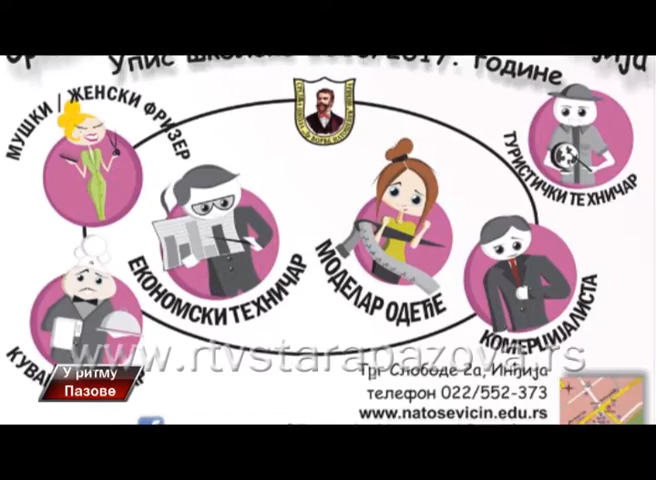 Упис школске 2016/2017. године
МУШКИ / ЖЕНСКИ ФРИЗЕР
ТУРИСТИЧКИ ТЕХНИЧАР
ЕКОНОМСКИ ТЕХНИЧАР
МОДЕЛАР ОДЕЋЕ
КОМЕРЦИЈАЛИСТА
www.rtvstarapazova.rs
У ритму
Пазове
Трг Слободе 2а, Инђија
телефон 022/552-373
www.natosevicin.edu.rs